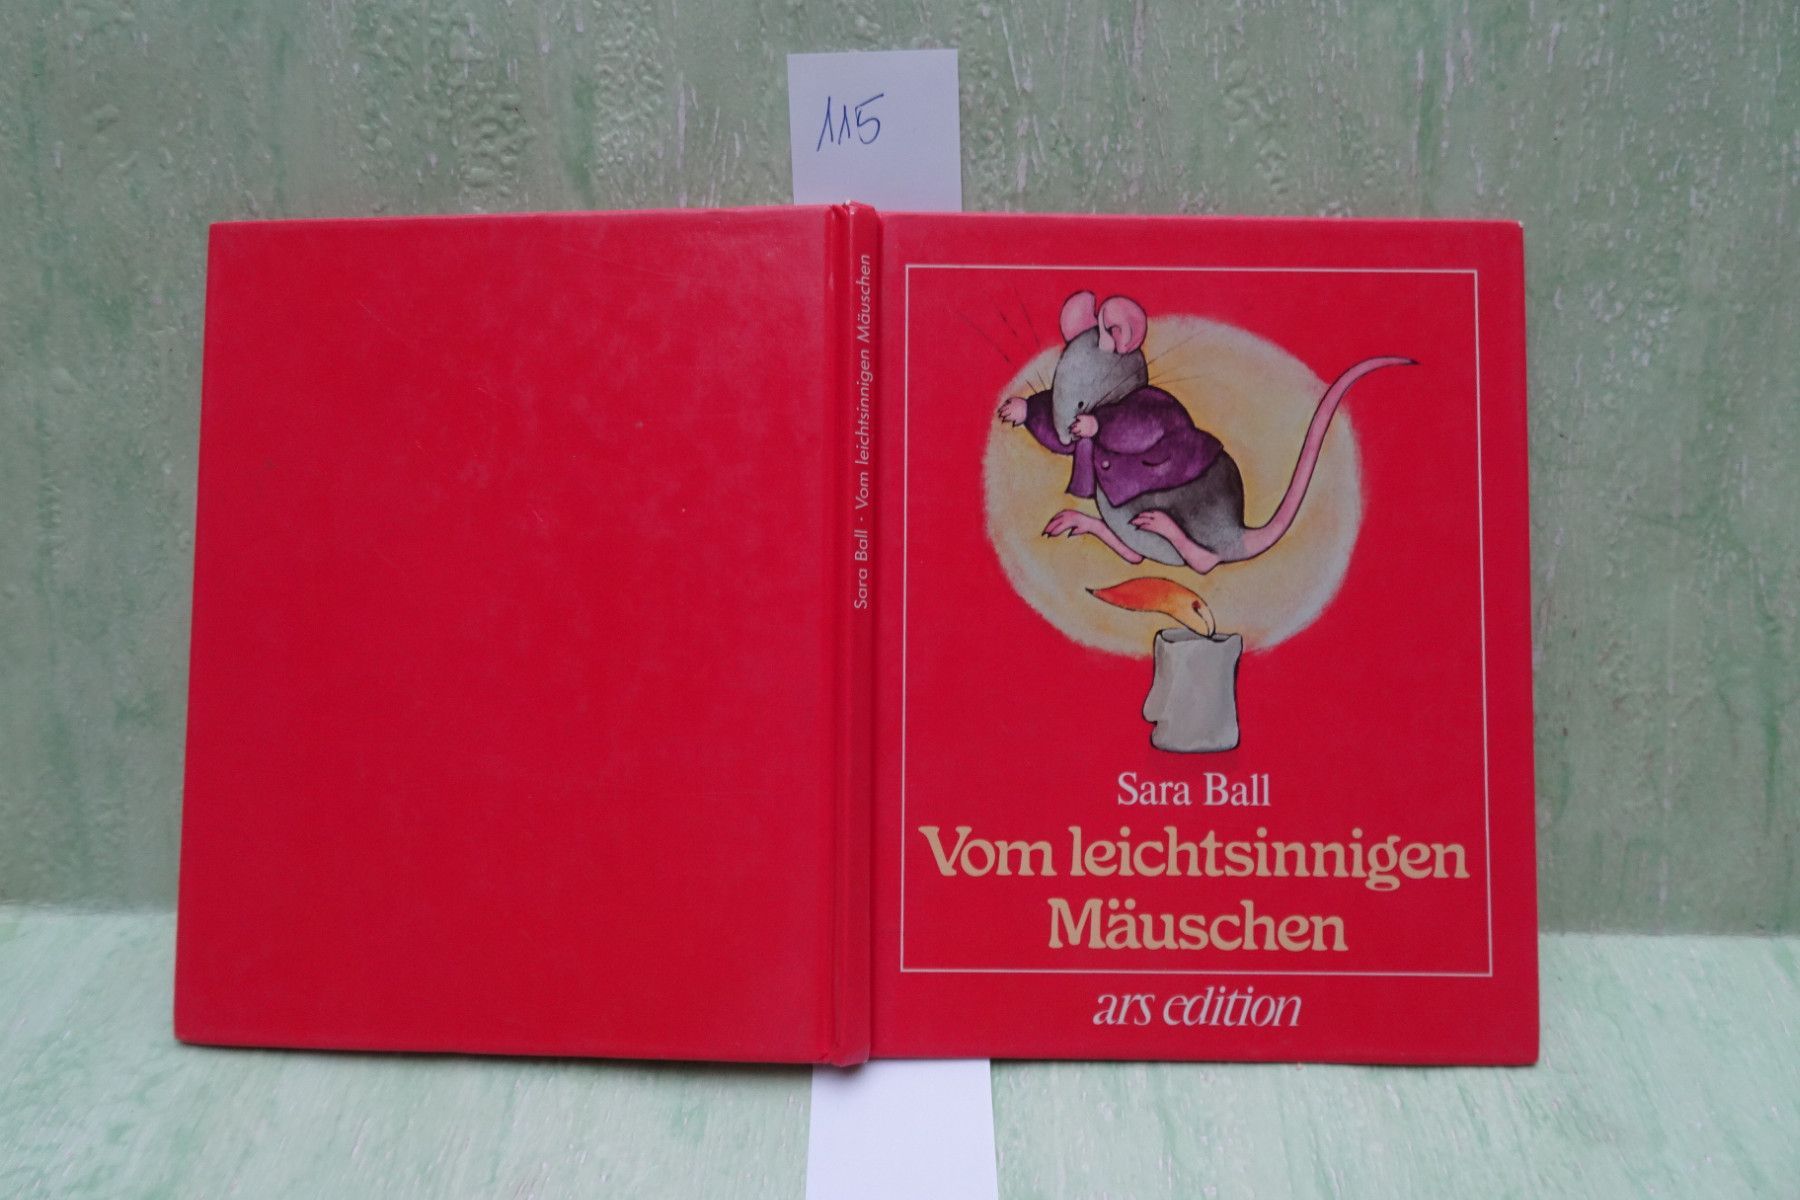 115
Sara Ball · Vom leichtsinnigen Mäuschen
Sara Ball
Vom leichtsinnigen
Mäuschen
ars edition